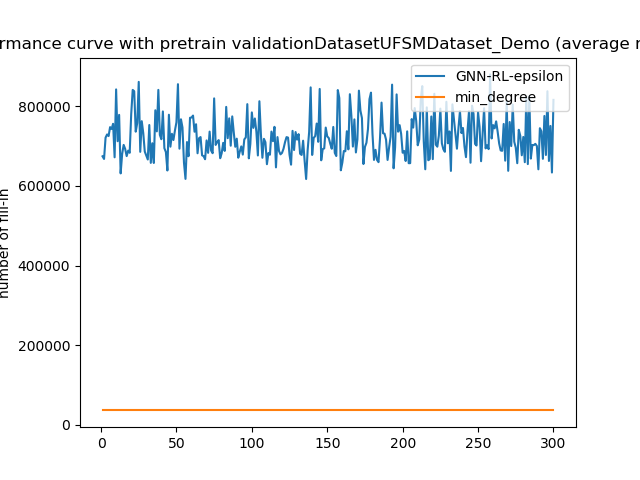 rmance curve with pretrain validationDatasetUFSMDataset_Demo (average
GNN-RL-epsilon
min_degree
number of fill-in
800000
600000
400000
200000
0
0 50 100 150 200 250 300